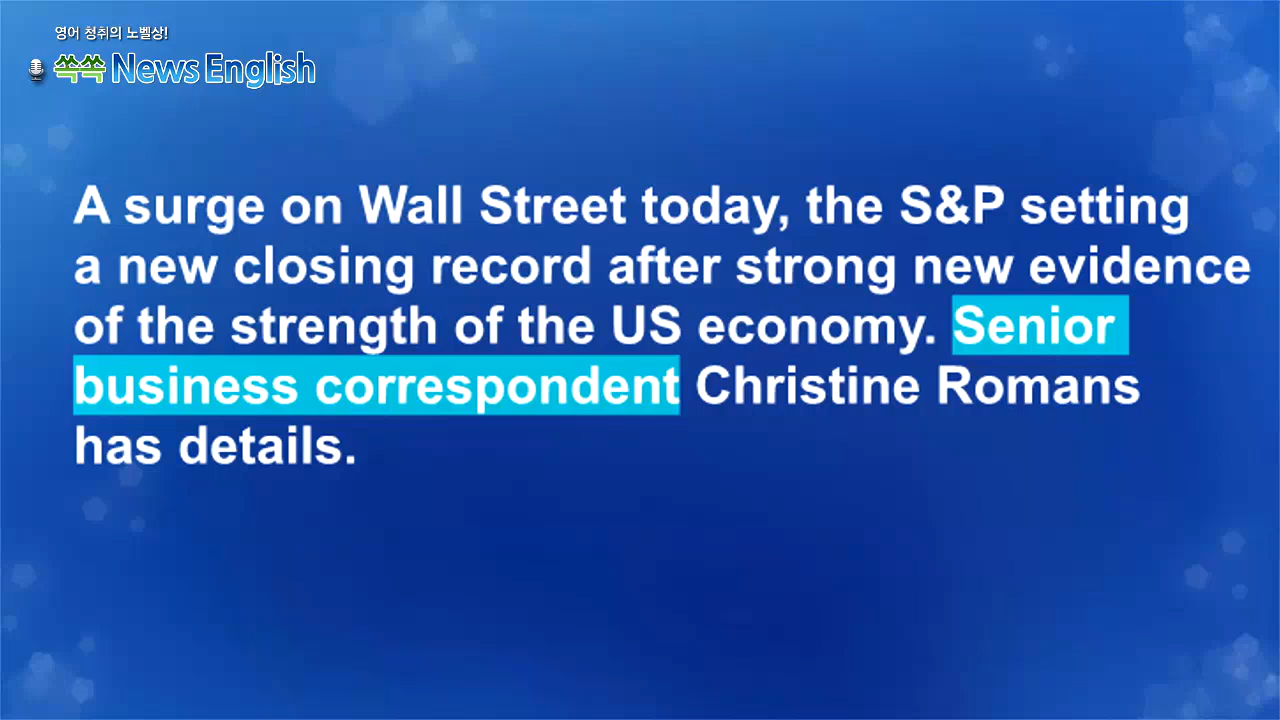 영어 청취의 노벨상!
쏙쏙 News English
A surge on Wall Street today, the S&P setting
a new closing record after strong new evidence
of the strength of the US economy. Senior
business correspondent Christine Romans
has details.